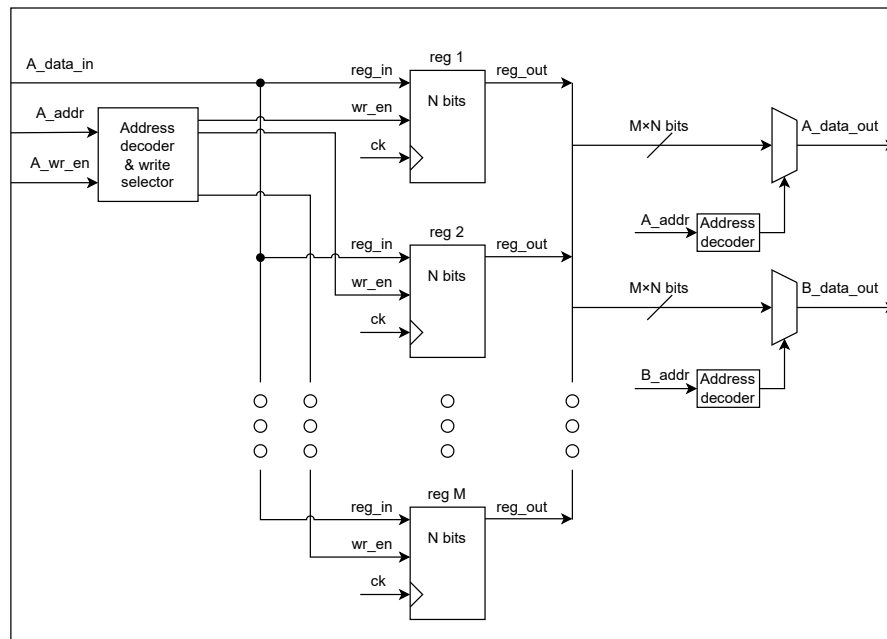 reg 1
A_data_in
reg_in
reg_out
N bits
A_addr
wr_en
Address
decoder
& write
selector
M×N bits
A_data_out
A_wr_en
ck
reg 2
A_addr
Address
decoder
reg_in
reg_out
N bits
wr_en
M×N bits
B_data_out
ck
B_addr
Address
decoder
reg M
reg_in
reg_out
N bits
wr_en
ck